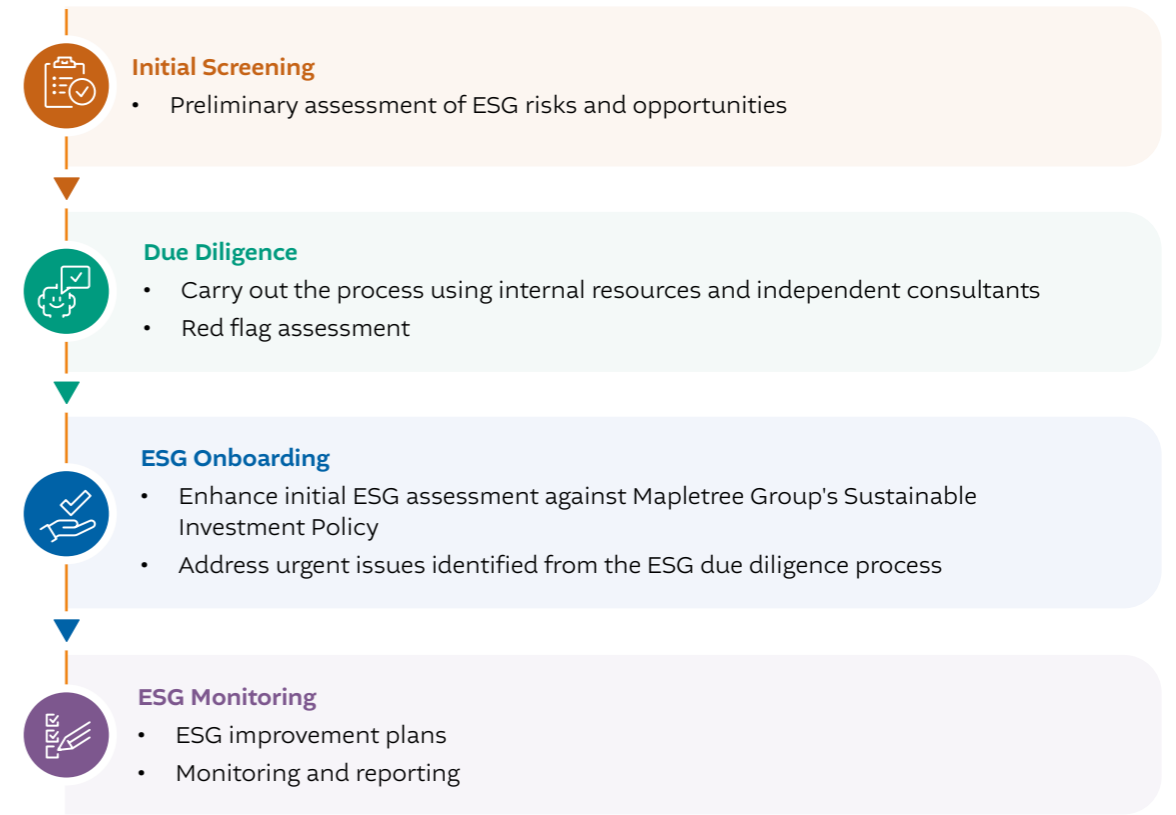 Initial Screening
• Preliminary assessment of ESG risks and opportunities
Due Diligence
• Carry out the process using internal resources and independent consultants
• Red flag assessment
ESG Onboarding
• Enhance initial ESG assessment against Mapletree Group's Sustainable
Investment Policy
• Address urgent issues identified from the ESG due diligence process
ESG Monitoring
• ESG improvement plans
• Monitoring and reporting